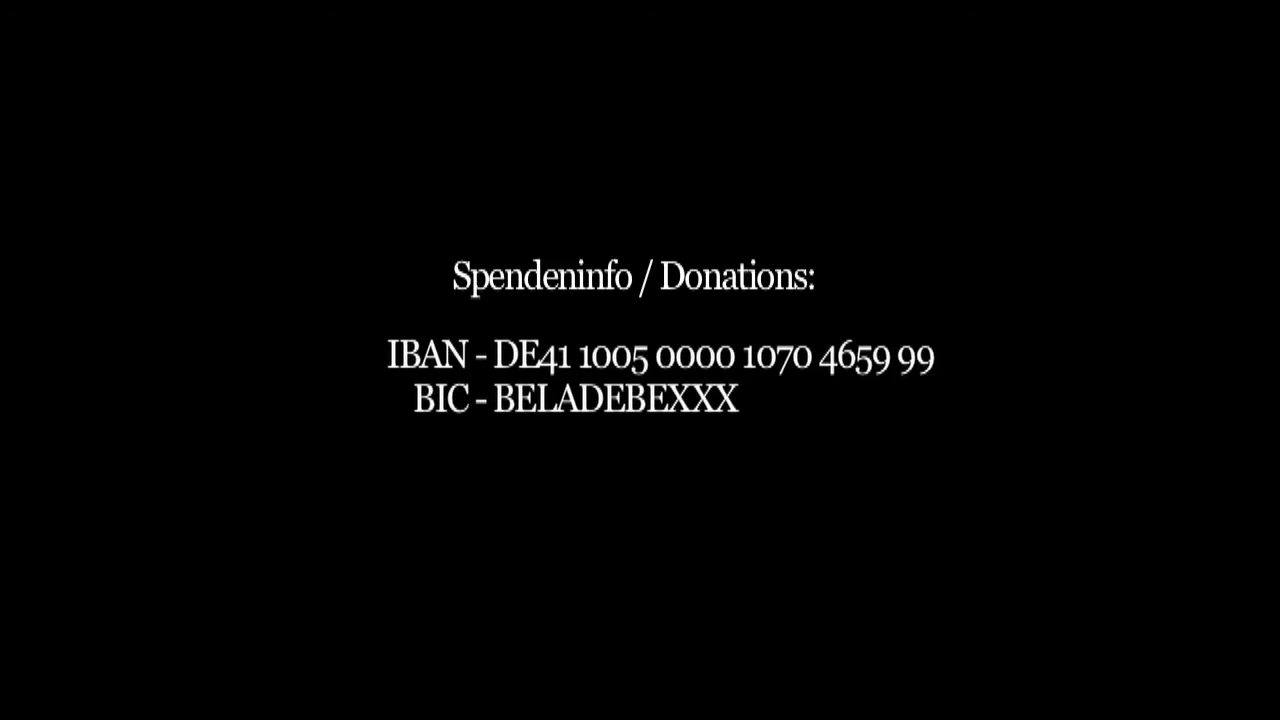 Spendeninfo / Donations:
IBAN - DE41 1005 0000 1070 4659 99
BIC - BELADEBEXXX